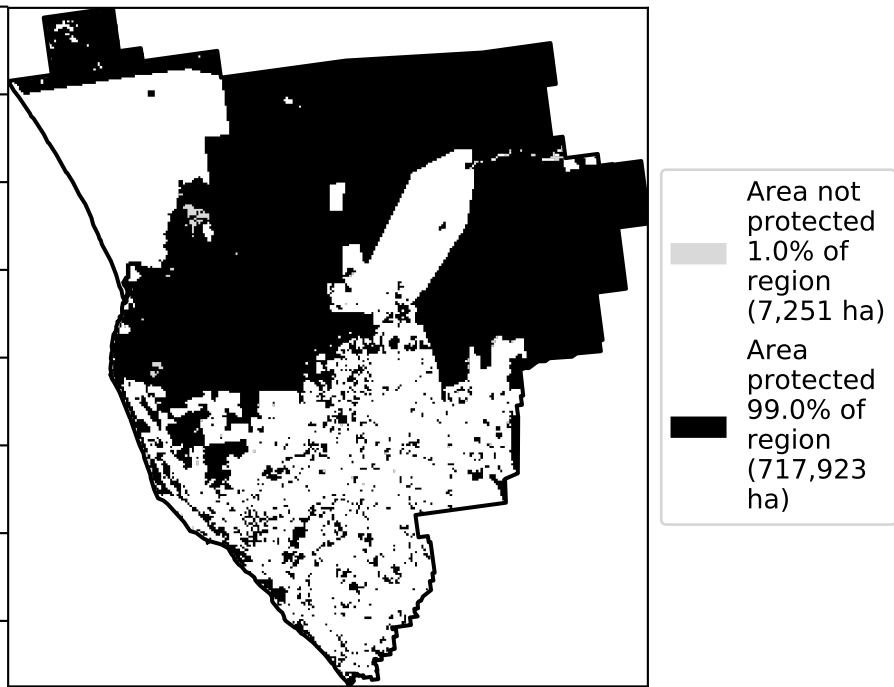 Area not
protected
1.0% of
region
(7,251 ha)
Area
protected
99.0% of
region
(717,923
ha)